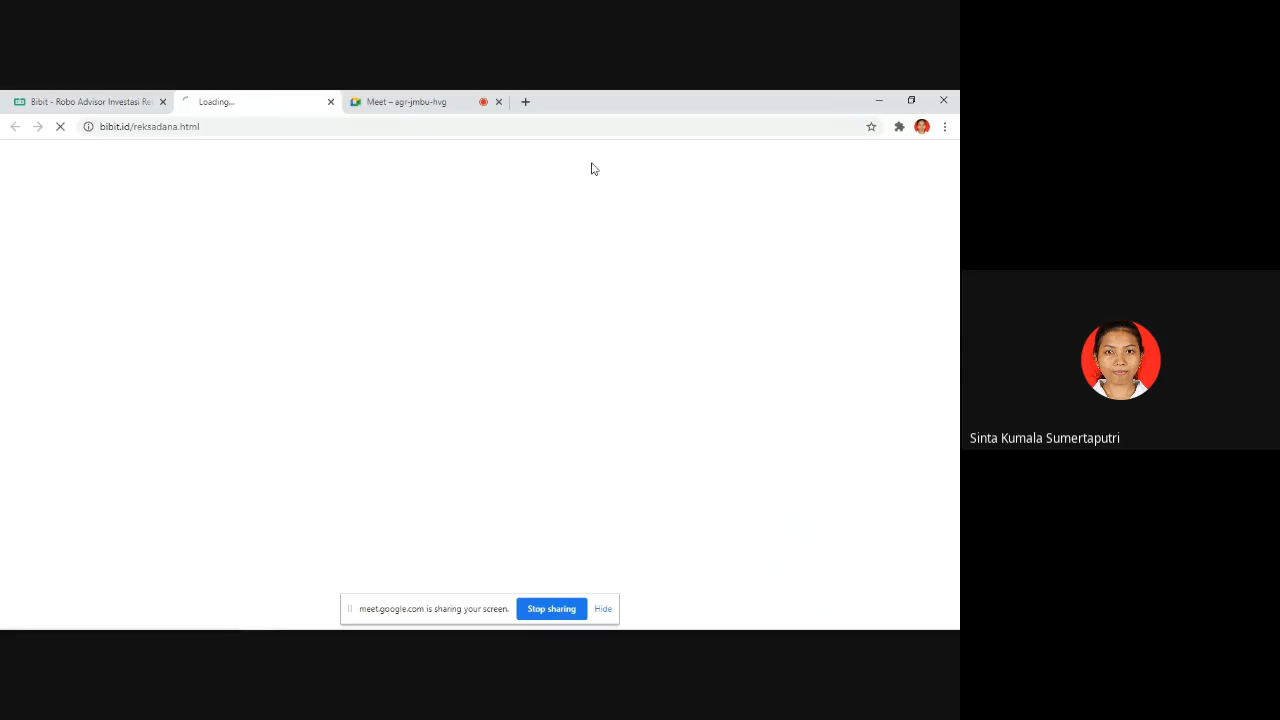 Bibit - Robo Advisor Investasi Re
Loading...
Meet – agr-jmbu-hvg
bibit.id/reksadana.html
Sinta Kumala Sumertaputri
meet.google.com is sharing your screen.
Stop sharing
Hide